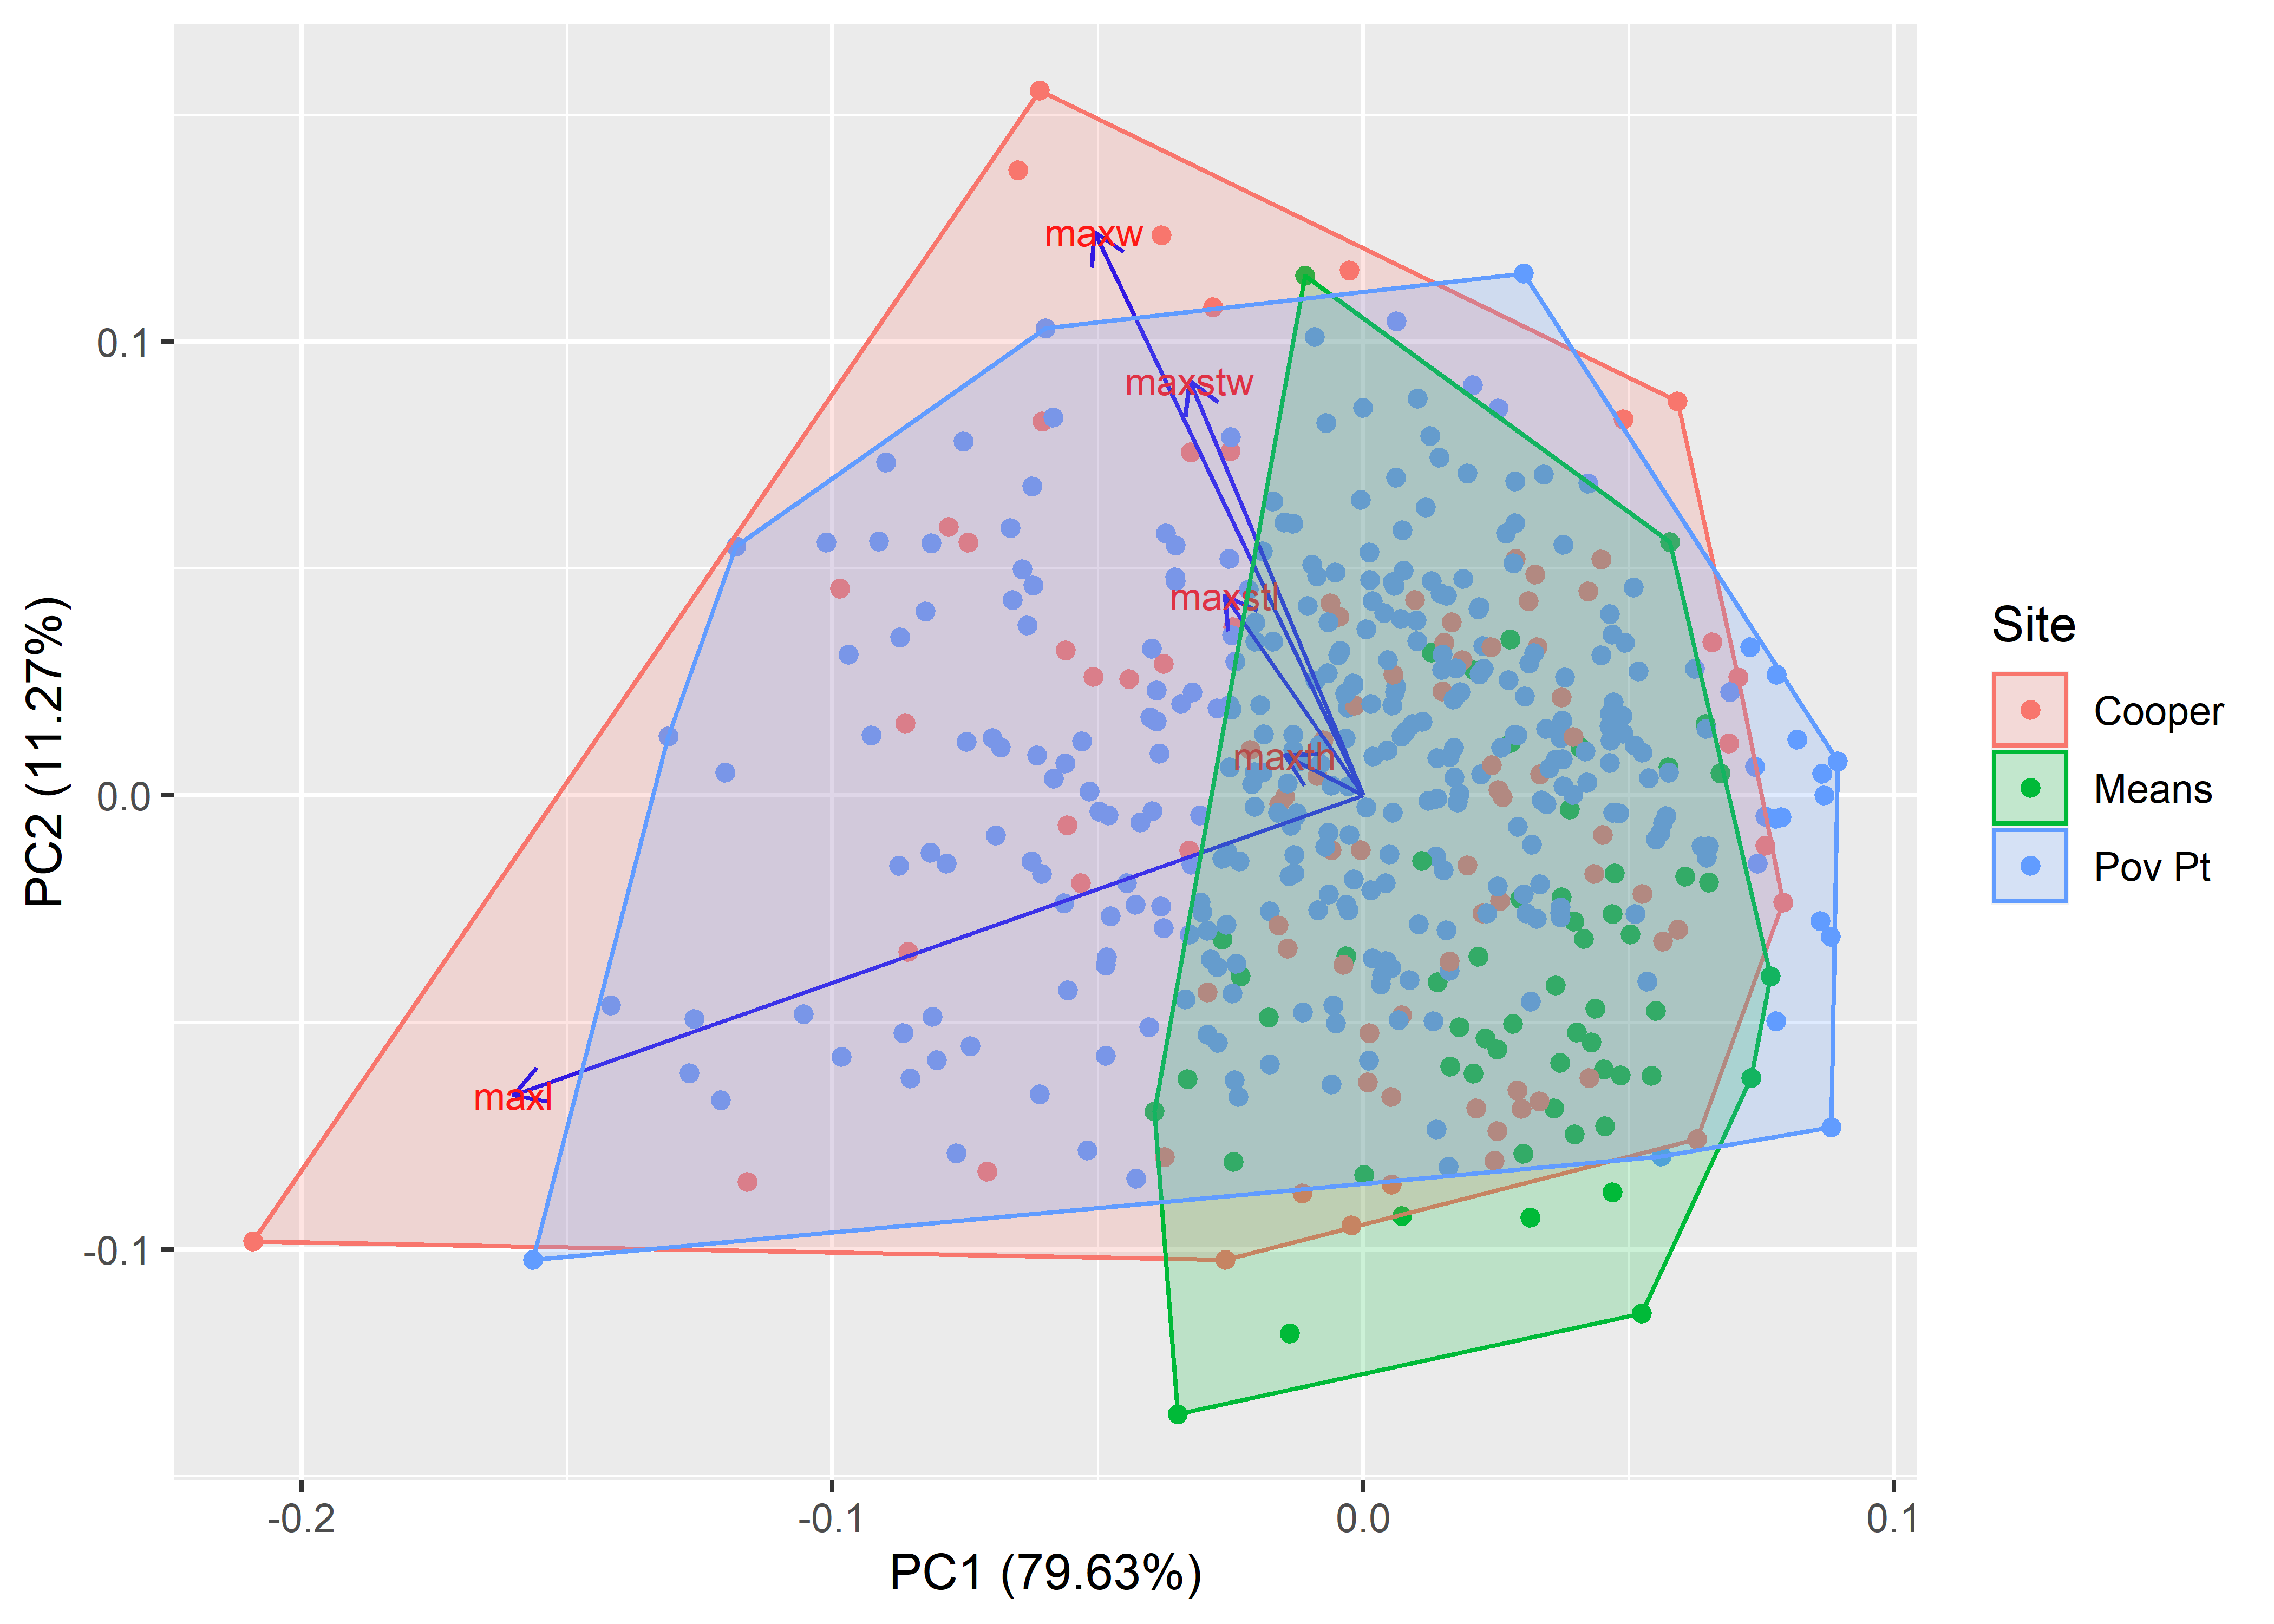 maxw
maxstw
maxstl
maxth
maxl
0.1
0.0
-0.1
PC2 (11.27%)
-0.2
-0.1
0.0
0.1
PC1 (79.63%)
Site
Cooper
Means
Pov Pt